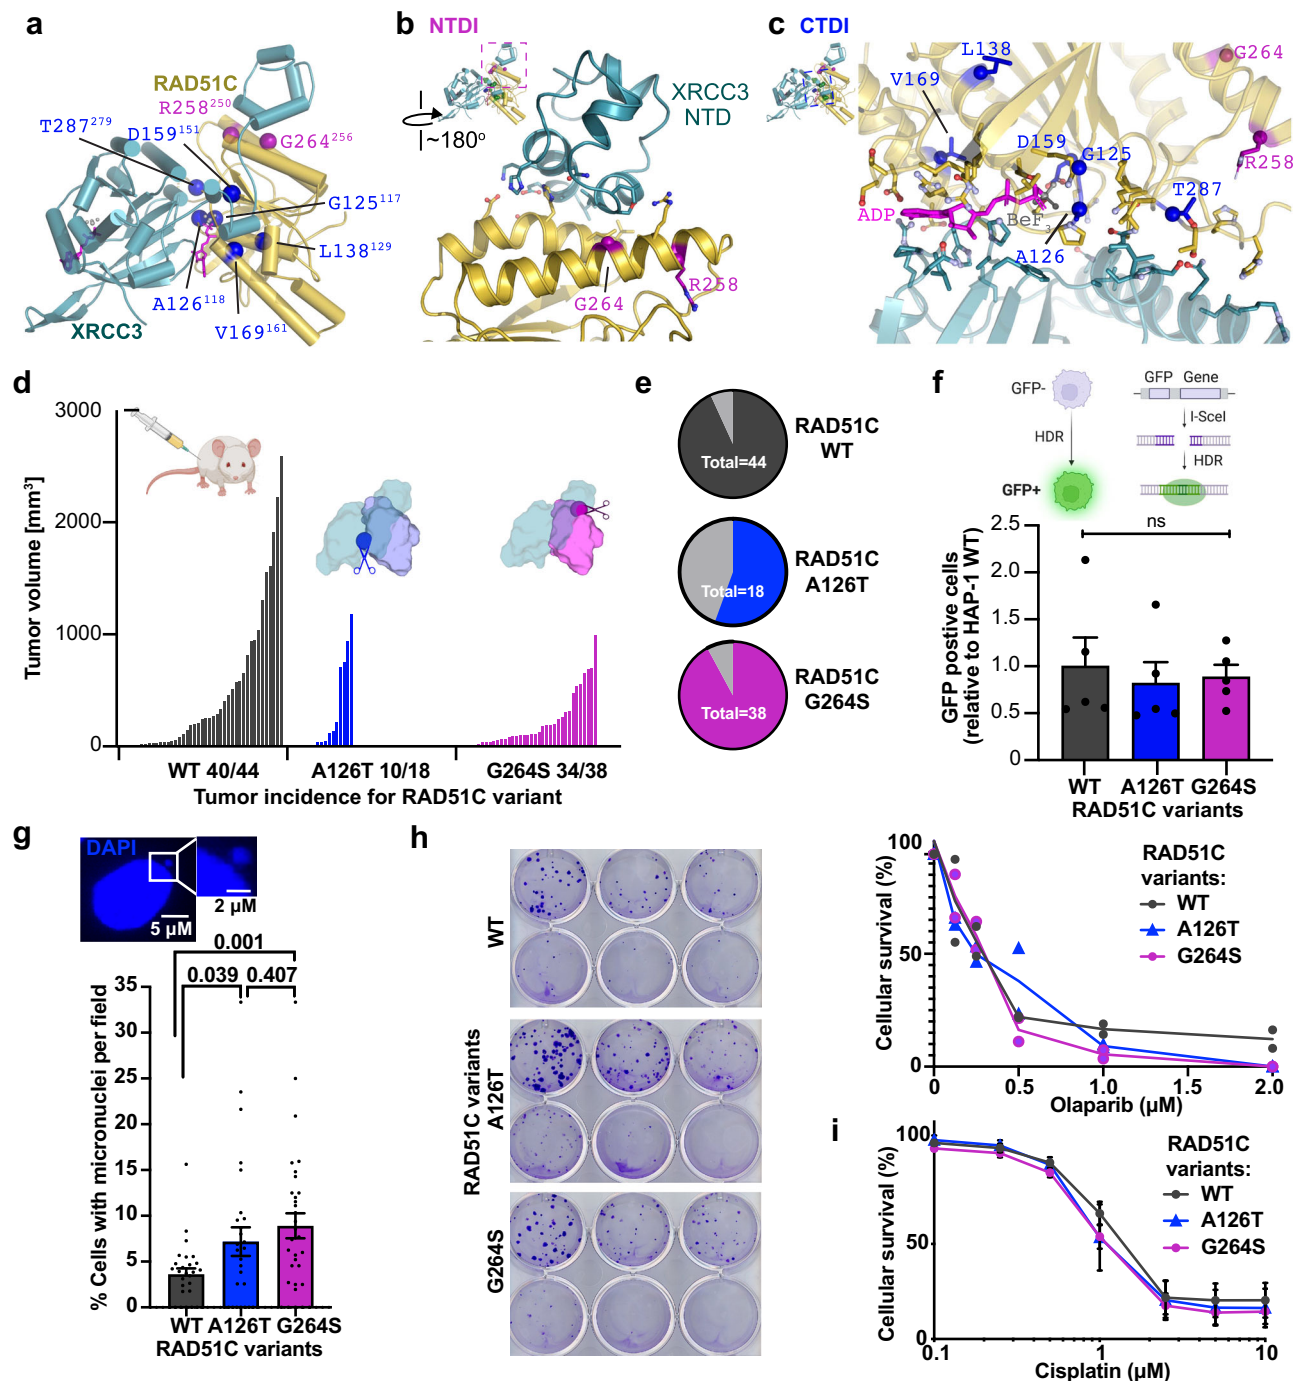 a
RAD51C
R258²⁵⁰
T287²⁷⁹
D159¹⁵¹
G264²⁵⁶
G125¹¹⁷
L138¹²⁹
A126¹¹⁸
V169¹⁶¹
XRCC3
b NTDI
XRCC3
NTD
~180°
G264
R258
c CTDI
L138
G264
V169
D159
G125
R258
T287
ADP
BeF₃
A126
d
3000
2000
1000
0
Tumor volume [mm³]
WT 40/44
A126T 10/18
G264S 34/38
Tumor incidence for RAD51C variant
e
Total=44
RAD51C
WT
Total=18
RAD51C
A126T
Total=38
RAD51C
G264S
f
GFP-
HDR
GFP+
GFP Gene
I-SceI
HDR
ns
2.5
2.0
1.5
1.0
0.5
0
GFP postive cells
(relative to HAP-1 WT)
WT A126T G264S
RAD51C variants
g
DAPI
5 µM
2 µM
0.001
0.039
0.407
35
30
25
20
15
10
5
0
% Cells with micronuclei per field
WT A126T G264S
RAD51C variants
h
WT
A126T
G264S
RAD51C variants
100
50
0
Cellular survival (%)
RAD51C
variants:
WT
A126T
G264S
0 0.5 1.0 1.5 2.0
Olaparib (µM)
i
100
50
0
Cellular survival (%)
RAD51C
variants:
WT
A126T
G264S
0.1 1 10
Cisplatin (µM)